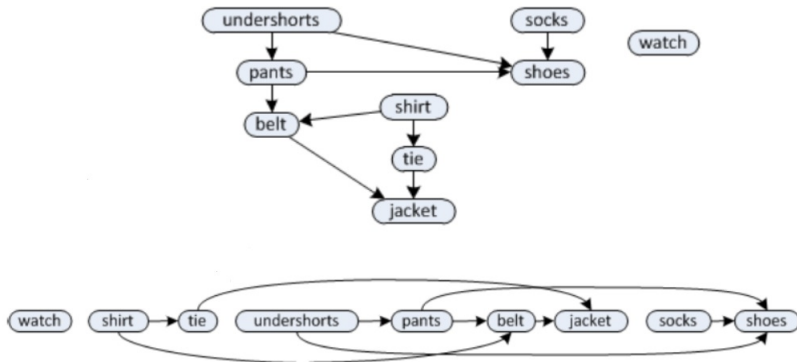 undershorts socks
watch
pants shoes
shirt
belt
tie
jacket
watch shirt tie undershorts pants belt jacket socks shoes